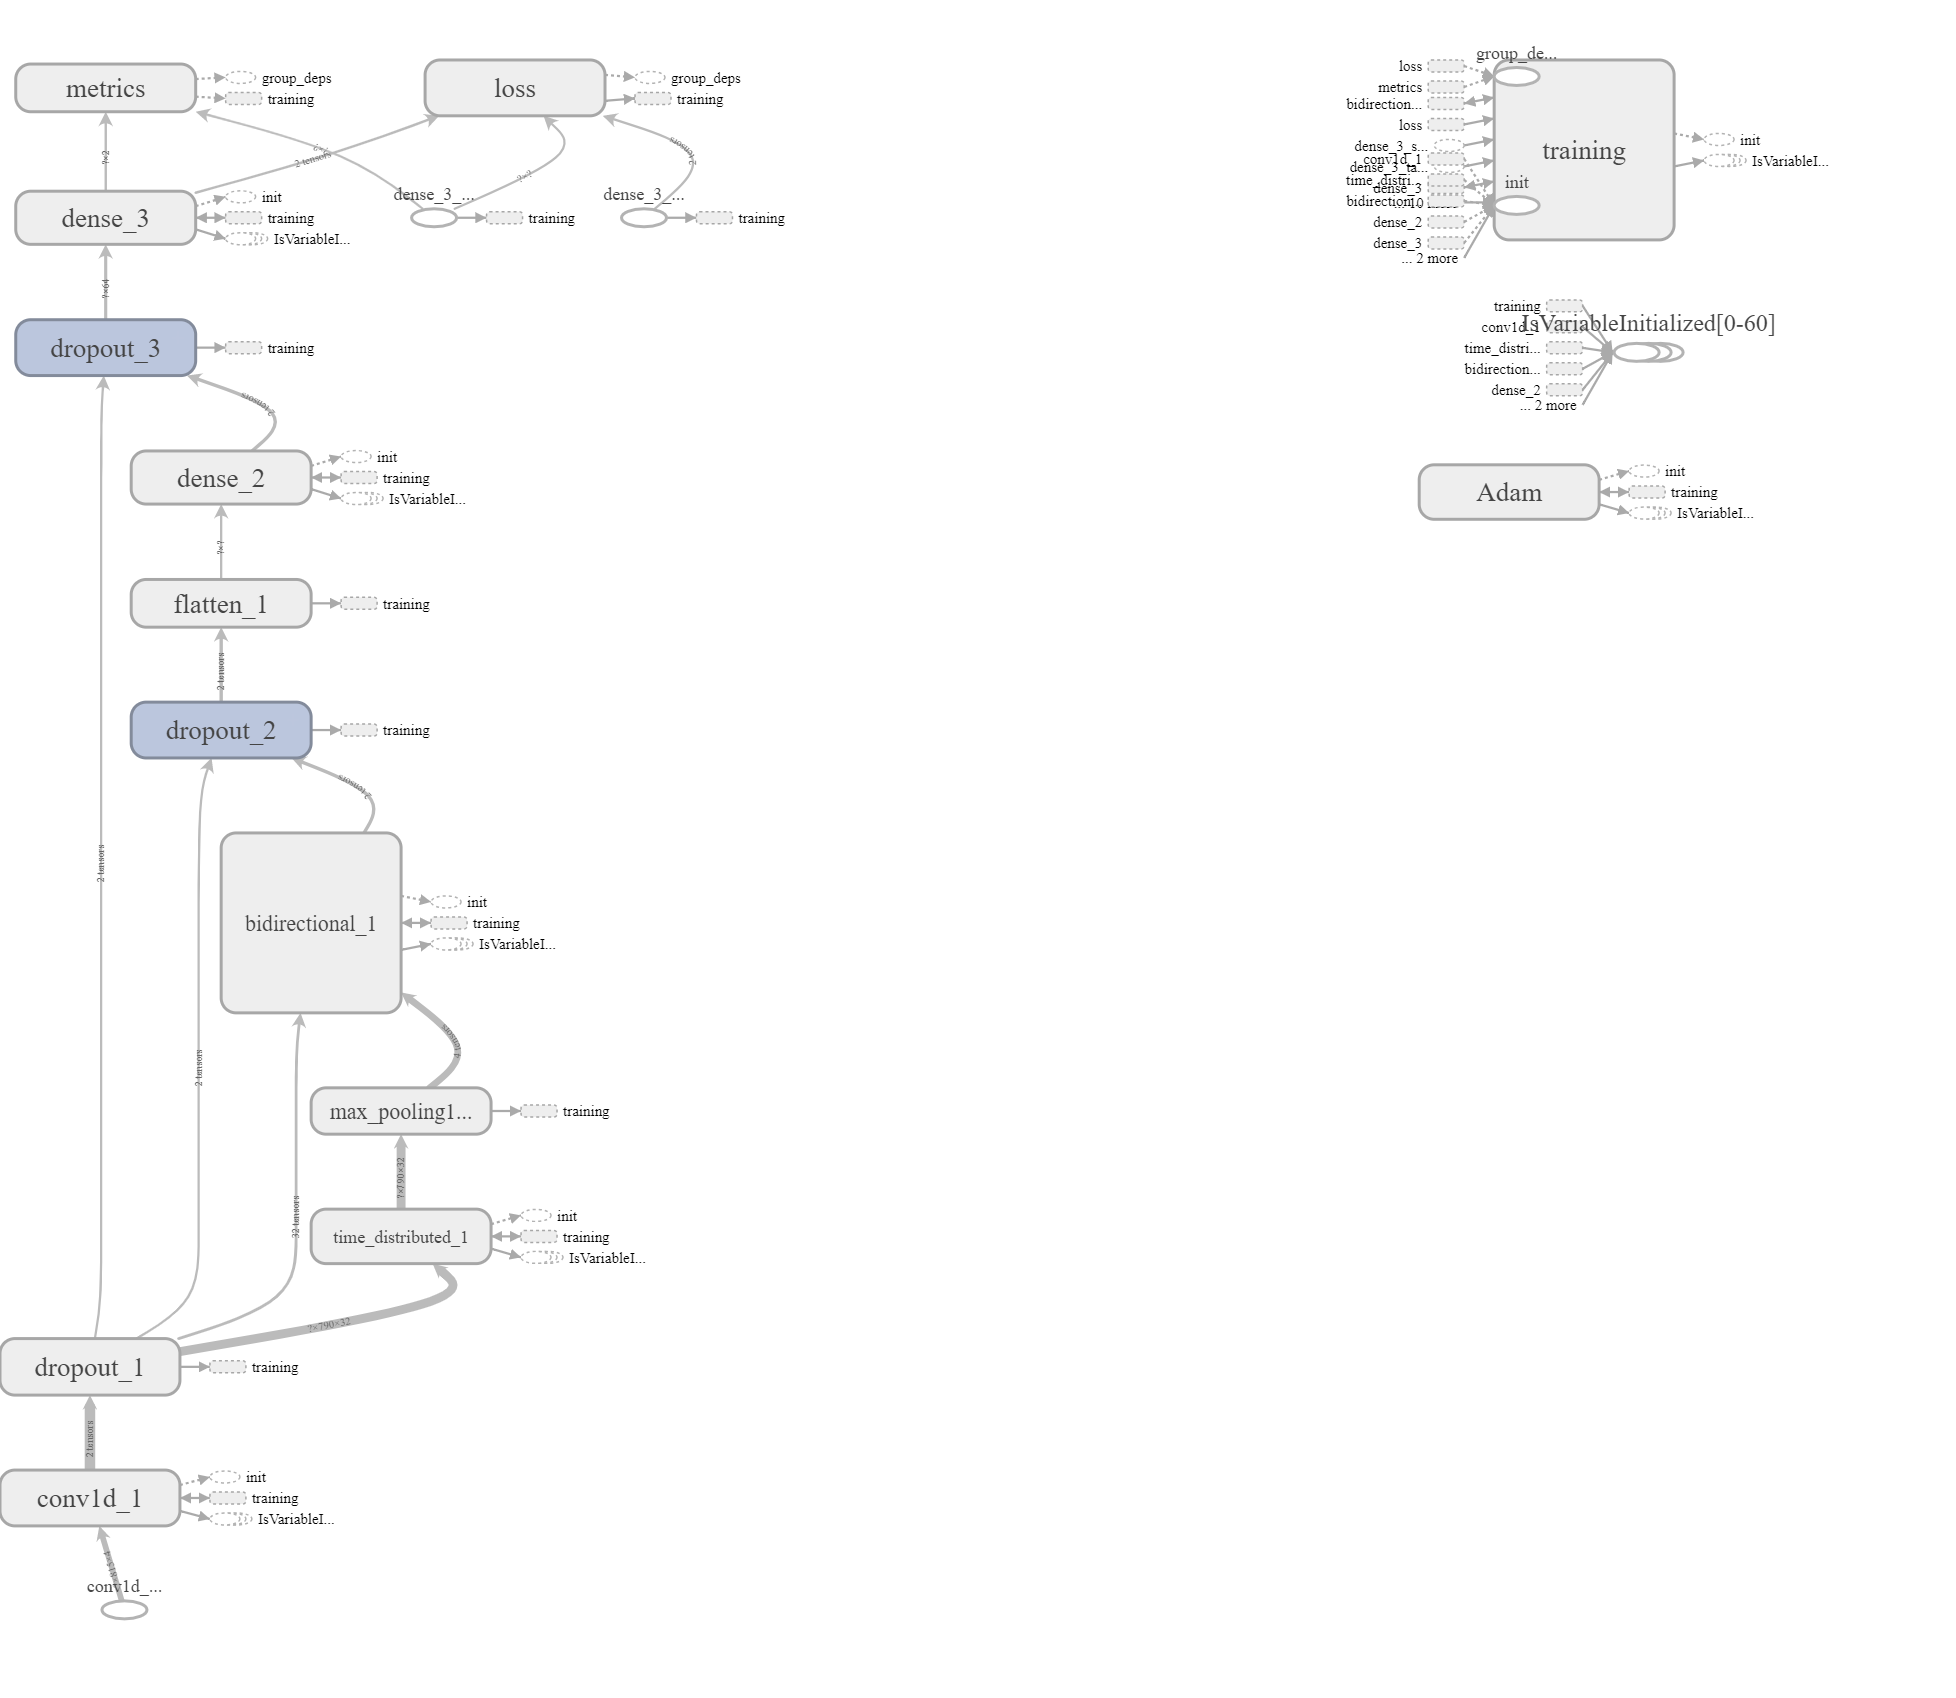 metrics
group_deps
training
?×2
loss
group_deps
training
2 tensors
?×?
?×?
2 tensors
dense_3
init
training
IsVariableI...
dense_3_...
training
dense_3_...
training
?×64
dropout_3
training
2 tensors
dense_2
init
training
IsVariableI...
?×?
flatten_1
training
2 tensors
dropout_2
training
2 tensors
2 tensors
bidirectional_1
init
training
IsVariableI...
4 tensors
2 tensors
max_pooling1...
training
?×790×32
32 tensors
time_distributed_1
init
training
IsVariableI...
?×790×32
dropout_1
training
2 tensors
conv1d_1
init
training
IsVariableI...
conv1d_...
group_de...
loss
metrics
bidirection...
loss
dense_3_s...
conv1d_1
dense_3_ta...
time_distri...
dense_3
bidirection...
dense_2
dense_3
... 2 more
training
init
init
IsVariableI...
IsVariableInitialized[0-60]
training
conv1d_1
time_distri...
bidirection...
dense_2
... 2 more
Adam
init
training
IsVariableI...